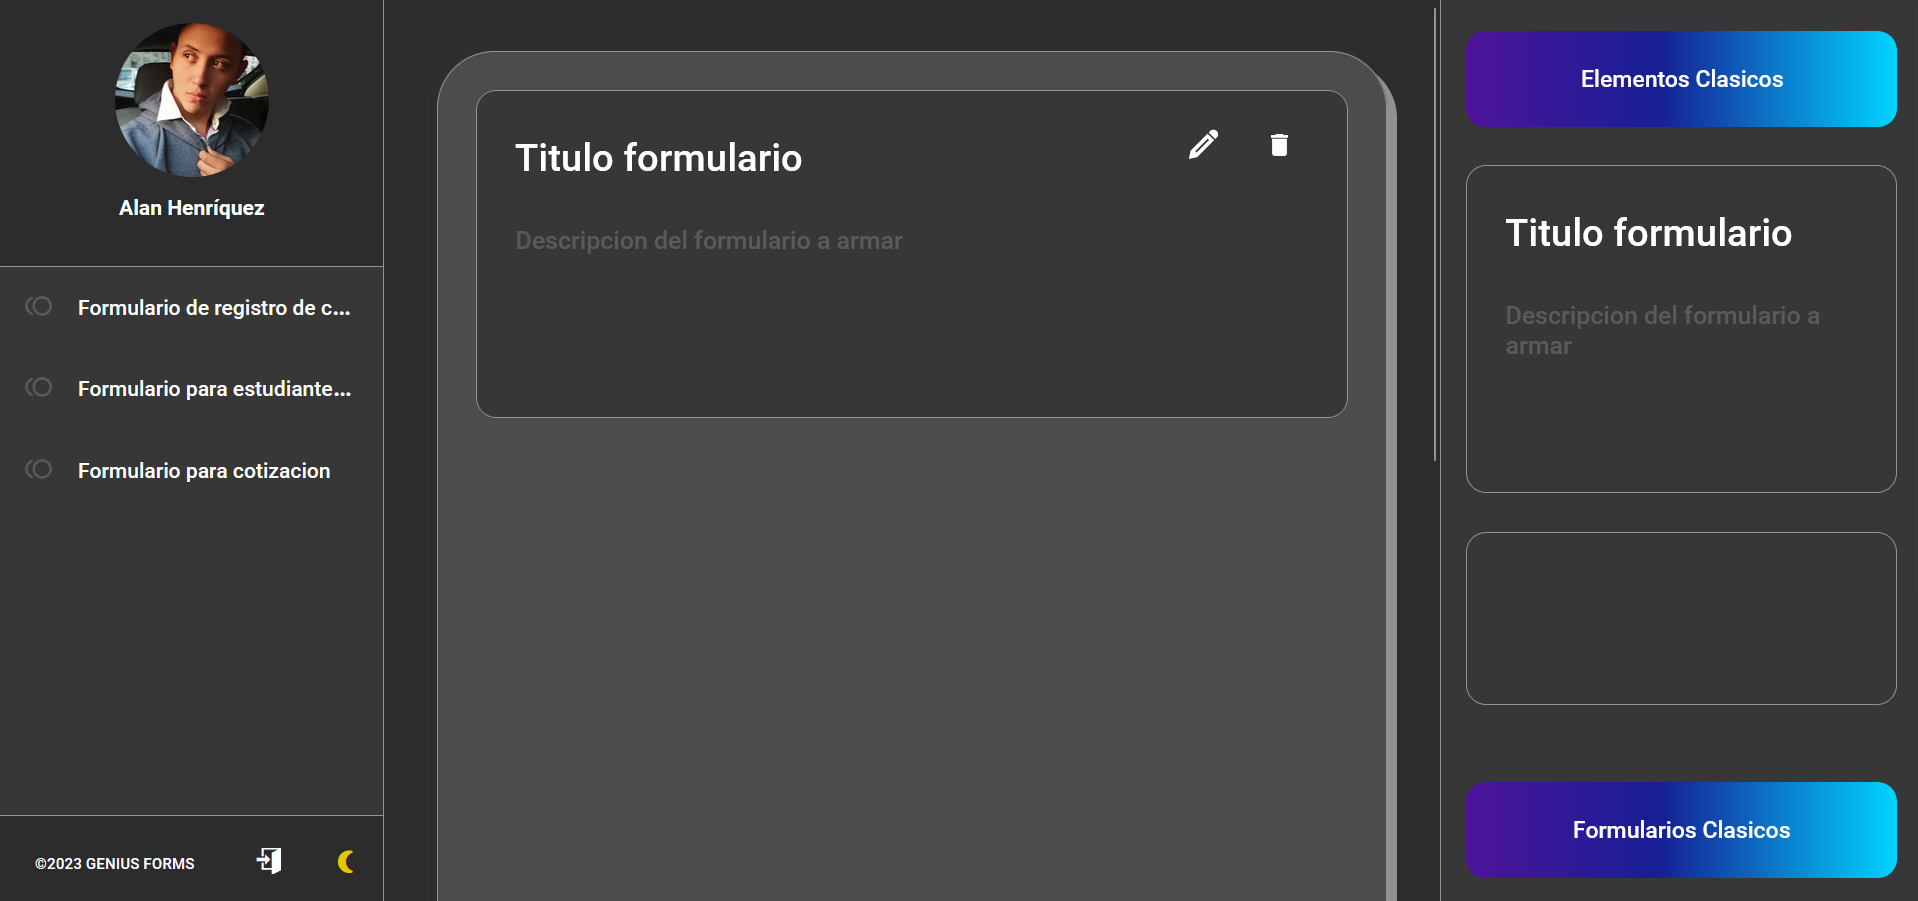 Alan Henríquez
Formulario de registro de c...
Formulario para estudiante...
Formulario para cotizacion
©2023 GENIUS FORMS
Titulo formulario
Descripcion del formulario a armar
Elementos Clasicos
Titulo formulario
Descripcion del formulario a
armar
Formularios Clasicos